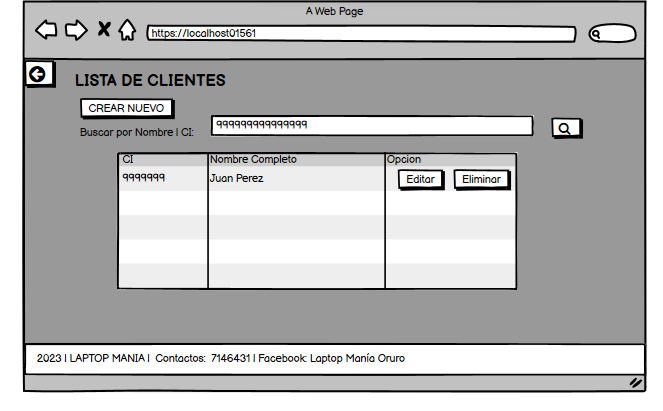 A Web Page
https://localhost01561
LISTA DE CLIENTES
CREAR NUEVO
Buscar por Nombre | CI: 999999999999999
CI Nombre Completo Opcion
9999999 Juan Perez Editar Eliminar
2023 | LAPTOP MANIA | Contactos: 7146431 | Facebook: Laptop Manía Oruro